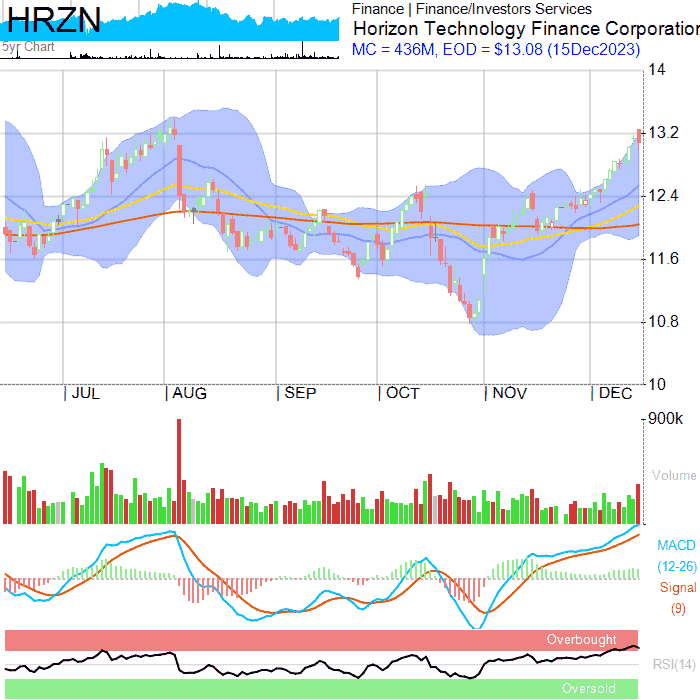 HRZN
5yr Chart
Finance | Finance/Investors Services
Horizon Technology Finance Corporation
MC = 436M, EOD = $13.08 (15Dec2023)
14
13.2
12.4
11.6
10.8
10
| JUL | AUG | SEP | OCT | NOV | DEC
900k
Volume
MACD
(12-26)
Signal
(9)
Overbought
RSI(14)
Oversold